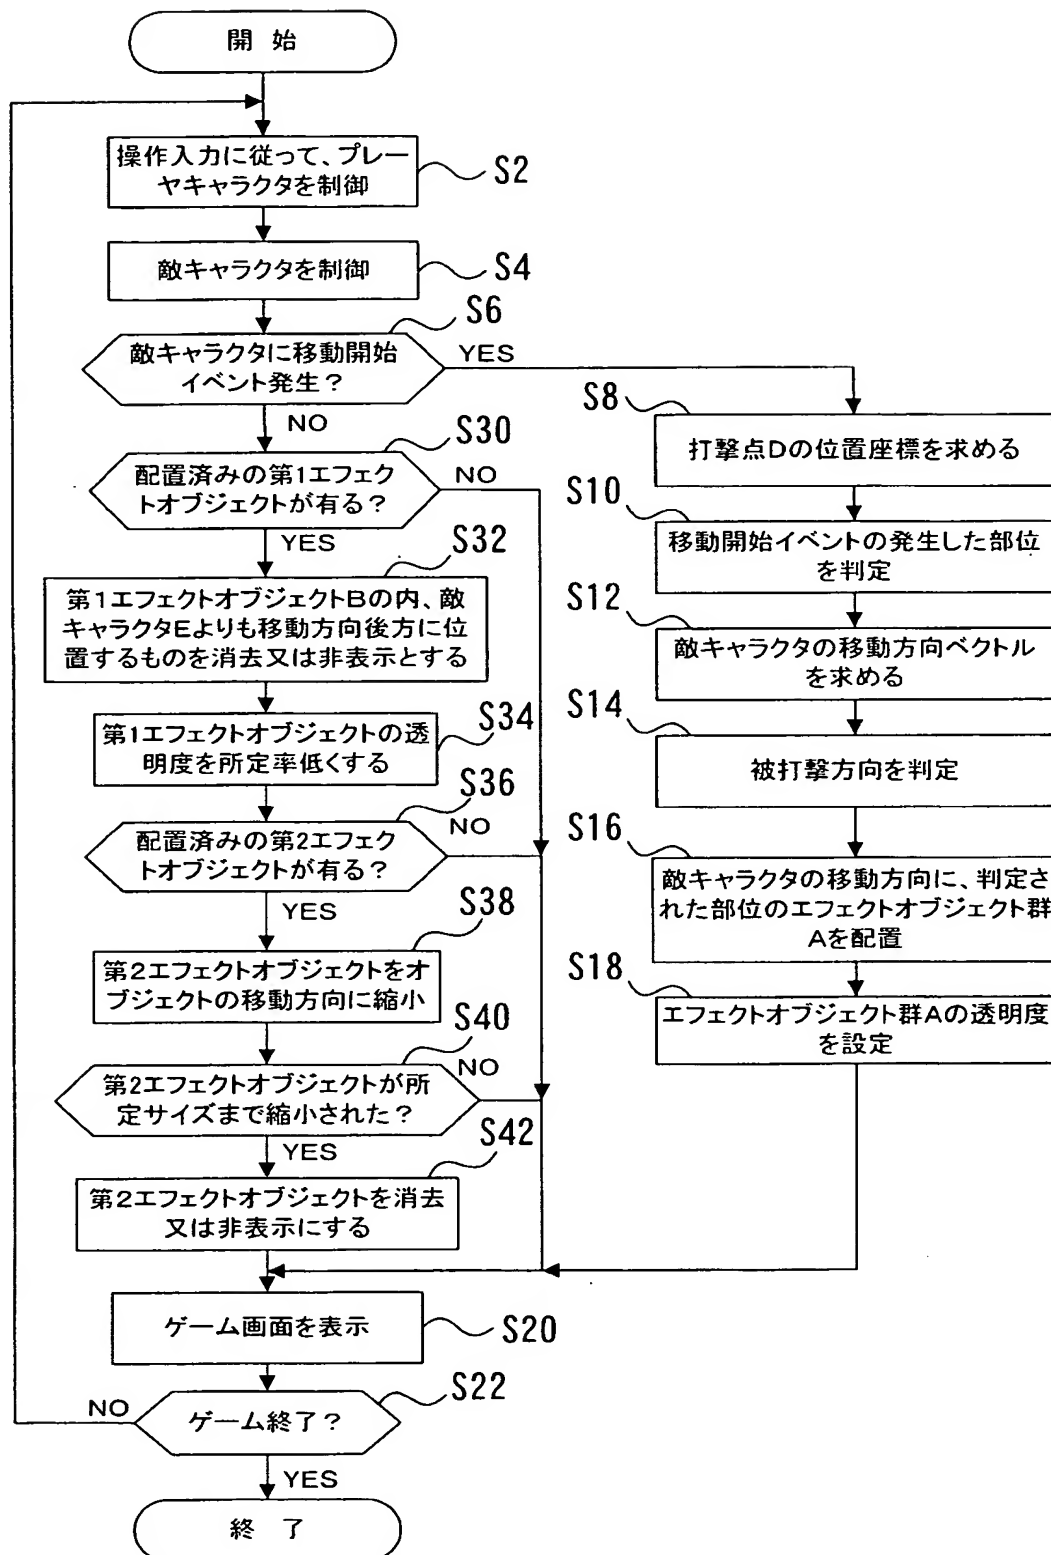 開 始
操作入力に従って、プレー
ヤキャラクタを制御
S2
敵キャラクタを制御
S4
S6
敵キャラクタに移動開始
イベント発生？
YES
NO
S30
配置済みの第1エフェク
トオブジェクトが有る？
NO
YES
S32
第1エフェクトオブジェクトBの内、敵
キャラクタEよりも移動方向後方に位
置するものを消去又は非表示とする
S34
第1エフェクトオブジェクトの透
明度を所定率低くする
S36
配置済みの第2エフェク
トオブジェクトが有る？
NO
YES
S38
第2エフェクトオブジェクトをオ
ブジェクトの移動方向に縮小
S40
第2エフェクトオブジェクトが所
定サイズまで縮小された？
NO
YES
S42
第2エフェクトオブジェクトを消去
又は非表示にする
S8
打撃点Dの位置座標を求める
S10
移動開始イベントの発生した部位
を判定
S12
敵キャラクタの移動方向ベクトル
を求める
S14
被打撃方向を判定
S16
敵キャラクタの移動方向に、判定さ
れた部位のエフェクトオブジェクト群
Aを配置
S18
エフェクトオブジェクト群Aの透明度
を設定
ゲーム画面を表示
S20
S22
ゲーム終了？
NO
YES
終 了